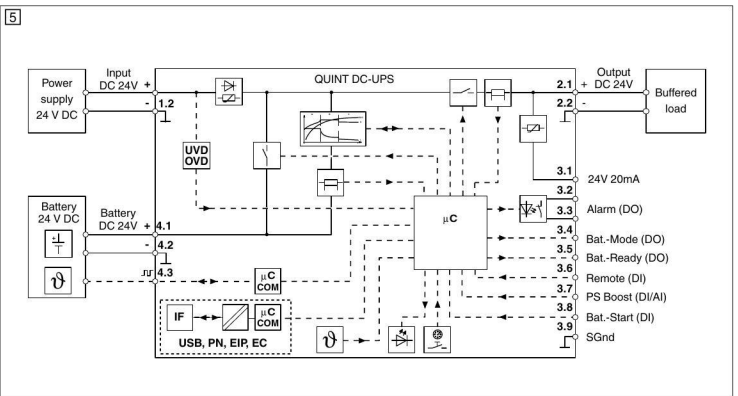 5
QUINT DC-UPS
Power
supply
24 V DC
Input
DC 24V +
- 1.2
UVD
OVD
Battery
24 V DC
Battery
DC 24V + 4.1
- 4.2
4.3
ϑ
µC
COM
IF
µC
COM
USB, PN, EIP, EC
ϑ
µC
2.1 + Output
DC 24V
2.2 -
Buffered
load
3.1
24V 20mA
3.2
3.3
Alarm (DO)
3.4
Bat.-Mode (DO)
3.5
Bat.-Ready (DO)
3.6
Remote (DI)
3.7
PS Boost (DI/AI)
3.8
Bat.-Start (DI)
3.9
SGnd